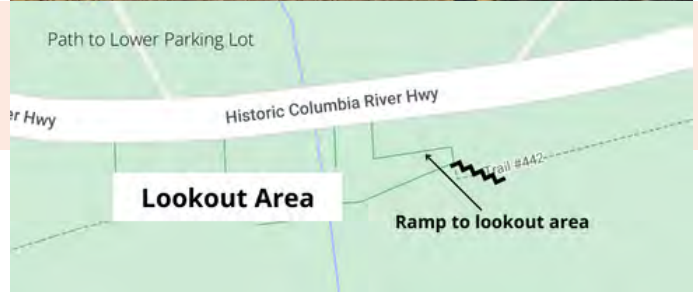 Path to Lower Parking Lot
er Hwy
Historic Columbia River Hwy
Trail #442
Lookout Area
Ramp to lookout area